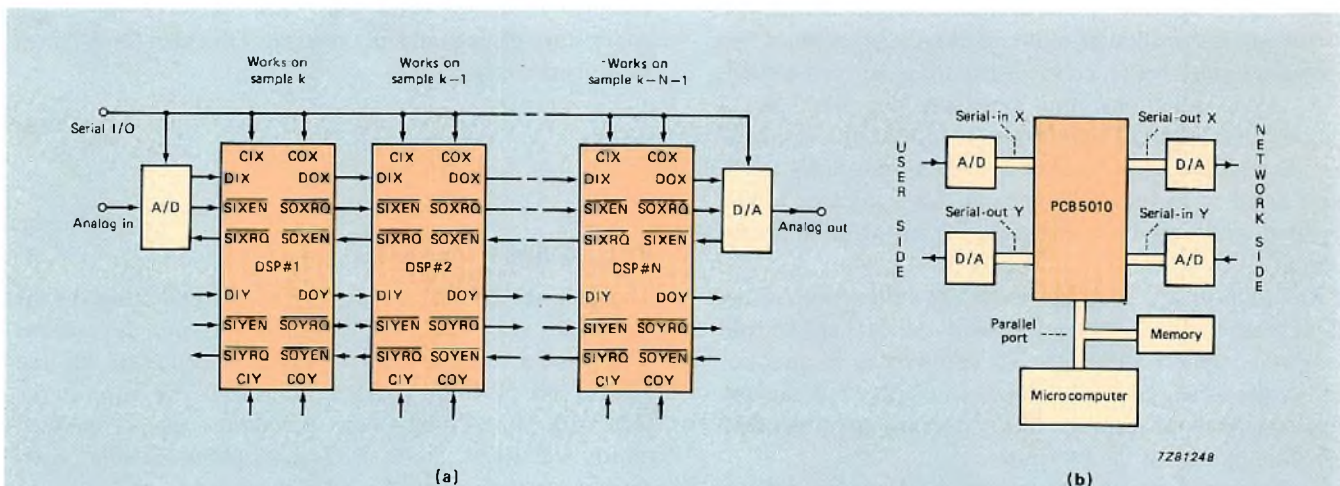 Works on
sample k
Works on
sample k–1
Works on
sample k–N–1
Serial I/O
Analog in
A/D
CIX COX
DIX DOX
SIXEN SOXRQ
SIXRQ SOXEN
DSP#1
DIY DOY
SIYEN SOYRQ
SIYRQ SOYEN
CIY COY
CIX COX
DIX DOX
SIXEN SOXRQ
SIXRQ SOXEN
DSP#2
DIY DOY
SIYEN SOYRQ
SIYRQ SOYEN
CIY COY
CIX COX
DIX DOX
SIXEN SOXRQ
SIXRQ SIXEN
DSP#N
DIY DOY
SIYEN SOYRQ
SIYRQ SOYEN
CIY COY
D/A
Analog out
(a)
USER SIDE
A/D
Serial-in X
D/A
Serial-out Y
PCB5010
Serial-out X
D/A
Serial-in Y
A/D
NETWORK SIDE
Parallel
port
Memory
Microcomputer
7Z81248
(b)